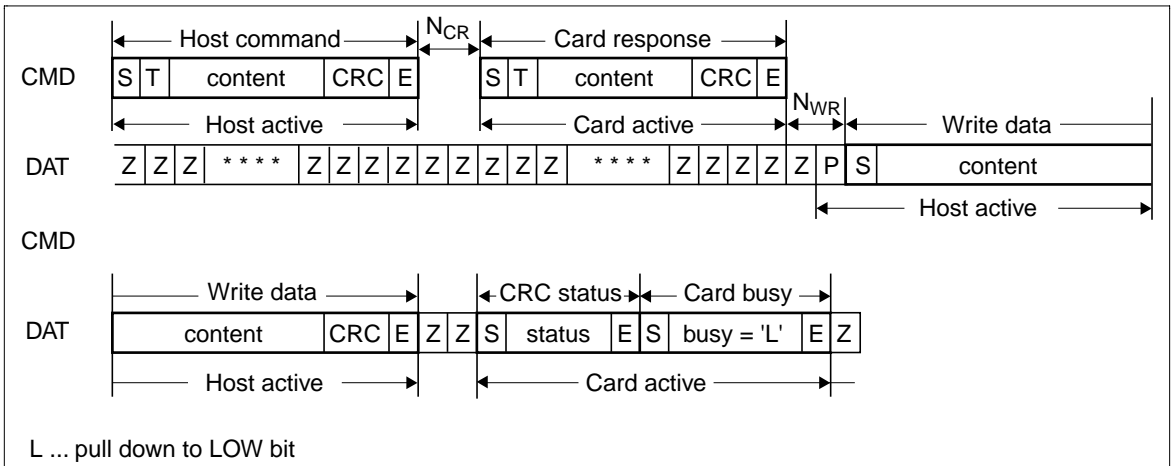 Host command N_CR Card response
CMD S T content CRC E S T content CRC E
N_WR
Host active Card active Write data
DAT Z Z Z * * * * Z Z Z Z Z Z Z Z Z * * * * Z Z Z Z Z P S content
Host active
CMD
Write data CRC status Card busy
DAT content CRC E Z Z S status E S busy = 'L' E Z
Host active Card active
L ... pull down to LOW bit